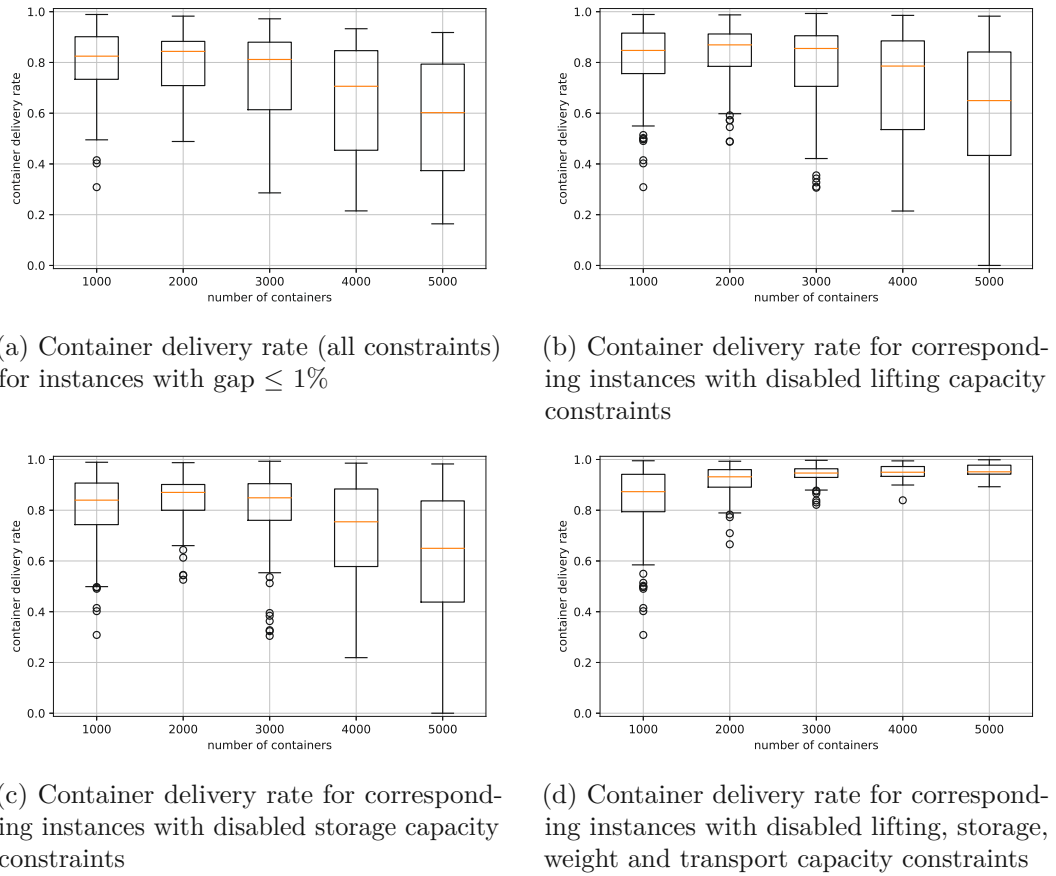 1.0
0.8
0.6
0.4
0.2
0.0
container delivery rate
1000 2000 3000 4000 5000
number of containers
(a) Container delivery rate (all constraints)
for instances with gap ≤ 1%
1.0
0.8
0.6
0.4
0.2
0.0
container delivery rate
1000 2000 3000 4000 5000
number of containers
(b) Container delivery rate for correspond-
ing instances with disabled lifting capacity
constraints
1.0
0.8
0.6
0.4
0.2
0.0
container delivery rate
1000 2000 3000 4000 5000
number of containers
(c) Container delivery rate for correspond-
ing instances with disabled storage capacity
constraints
1.0
0.8
0.6
0.4
0.2
0.0
container delivery rate
1000 2000 3000 4000 5000
number of containers
(d) Container delivery rate for correspond-
ing instances with disabled lifting, storage,
weight and transport capacity constraints